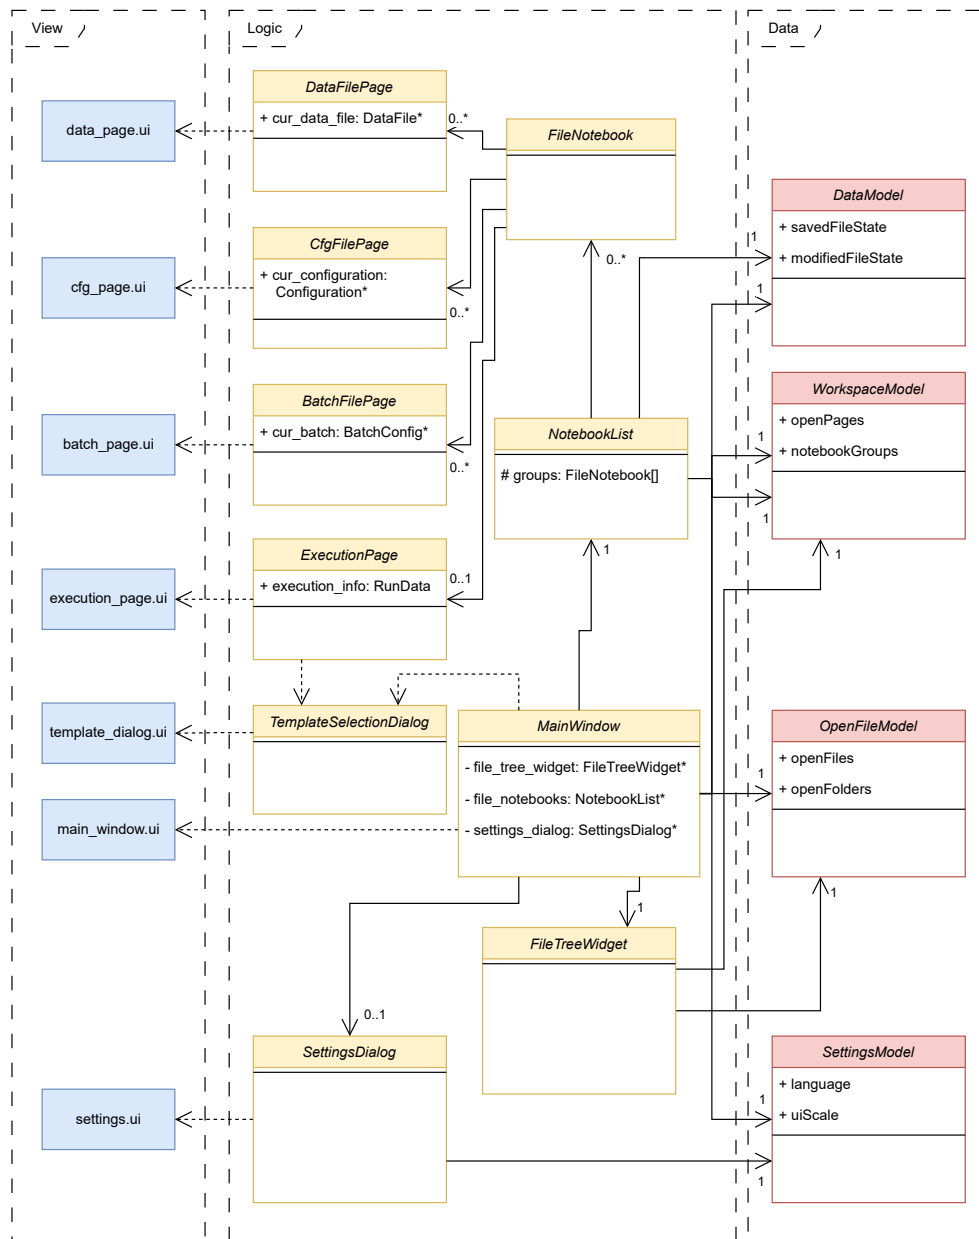 View
Logic
Data
data_page.ui
cfg_page.ui
batch_page.ui
execution_page.ui
template_dialog.ui
main_window.ui
settings.ui
DataFilePage
+ cur_data_file: DataFile*
0..*
CfgFilePage
+ cur_configuration:
Configuration*
0..*
BatchFilePage
+ cur_batch: BatchConfig*
0..*
ExecutionPage
+ execution_info: RunData
0..1
TemplateSelectionDialog
FileNotebook
0..*
NotebookList
# groups: FileNotebook[]
1
MainWindow
- file_tree_widget: FileTreeWidget*
- file_notebooks: NotebookList*
- settings_dialog: SettingsDialog*
1
FileTreeWidget
0..1
SettingsDialog
1
DataModel
+ savedFileState
+ modifiedFileState
1
WorkspaceModel
+ openPages
+ notebookGroups
1
1
1
OpenFileModel
+ openFiles
+ openFolders
1
1
SettingsModel
+ language
+ uiScale
1
1